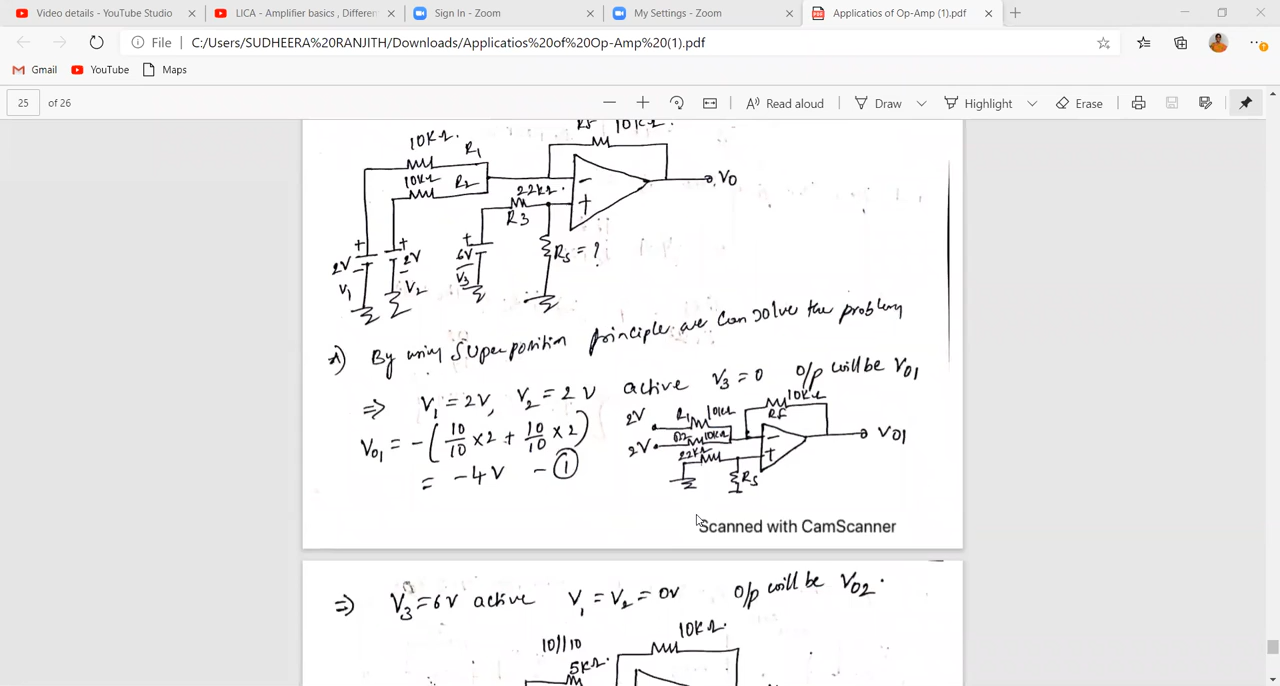 Video details - YouTube Studio
LICA - Amplifier basics , Differen
Sign In - Zoom
My Settings - Zoom
Applicatios of Op-Amp (1).pdf
File
C:/Users/SUDHEERA%20RANJITH/Downloads/Applicatios%20of%20Op-Amp%20(1).pdf
Gmail YouTube Maps
25 of 26
Read aloud Draw Highlight Erase
10KΩ
10KΩ. R1
10KΩ R2
22KΩ.
R3
- +
Vo
+ + +
2V 2V 6V
- -
V1 V2 V3
Rs = ?
A) By using superposition principle we can solve the problem
⇒ V1 = 2V, V2 = 2V active V3 = 0 o/p will be Vo1
Vo1 = - ( 10/10 x 2 + 10/10 x 2 )
= -4V - ①
2V R1 10KΩ 10KΩ
RF
2V R2 10KΩ
22KΩ
- +
Vo1
Rs
Scanned with CamScanner
⇒ V3 = 6V active V1 = V2 = 0V o/p will be Vo2.
10||10
5KΩ.
10KΩ.